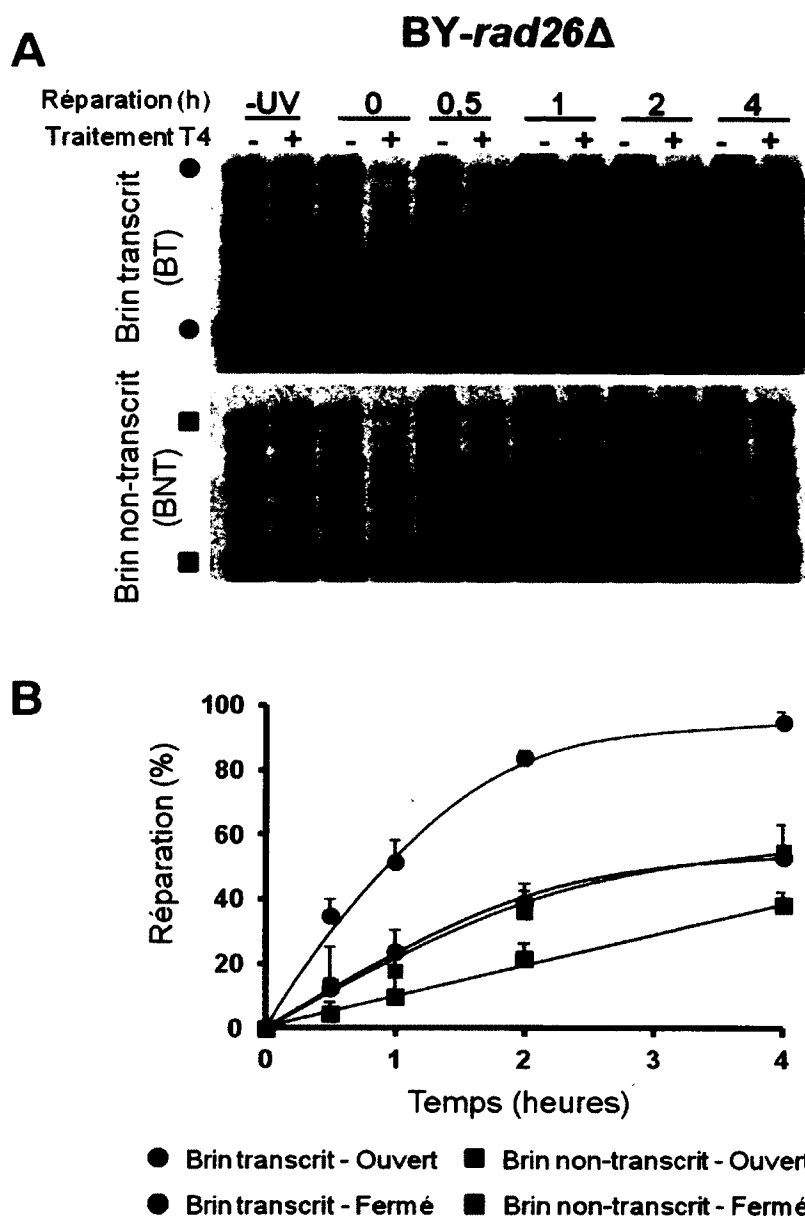 BY-rad26Δ
A
Réparation (h) -UV 0 0,5 1 2 4
Traitement T4 - + - + - + - + - + - +
Brin transcrit
(BT)
Brin non-transcrit
(BNT)
B
Réparation (%)
100
80
60
40
20
0
0 1 2 3 4
Temps (heures)
Brin transcrit - Ouvert Brin non-transcrit - Ouvert
Brin transcrit - Fermé Brin non-transcrit - Fermé